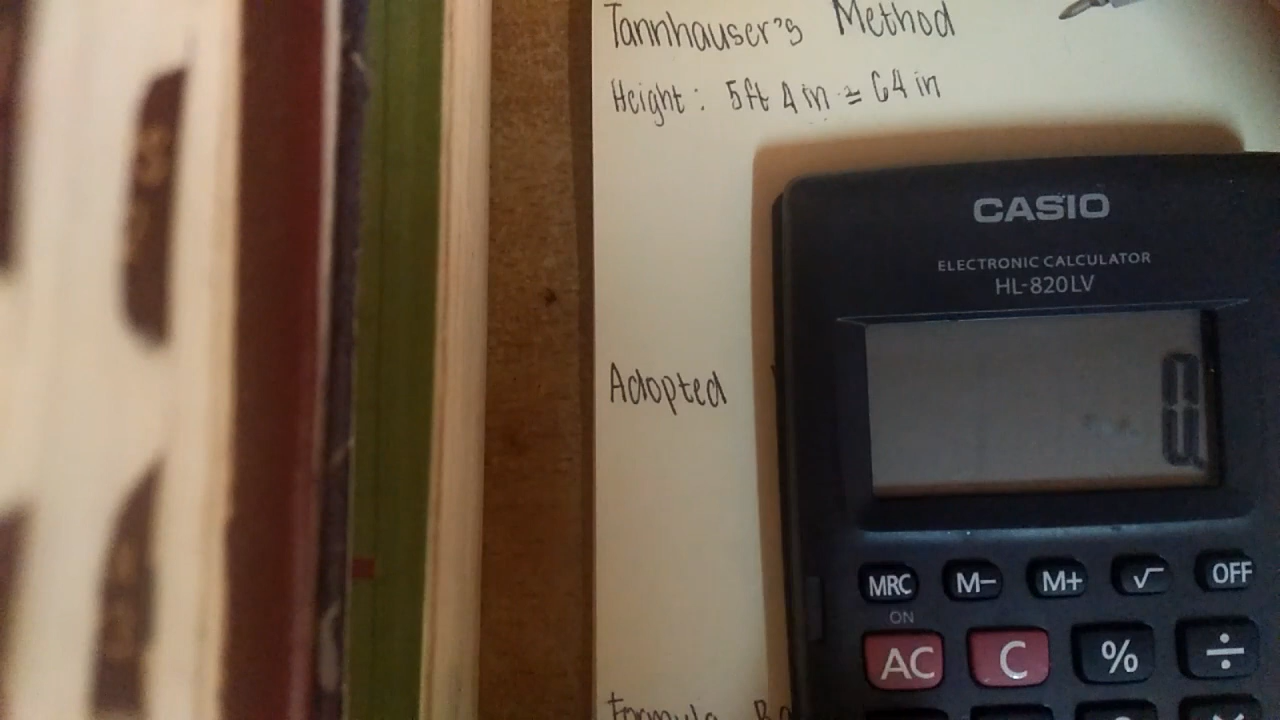 Tannhauser's Method
Height: 5ft 4 in = 64 in
CASIO
ELECTRONIC CALCULATOR
HL-820LV
0.
Adopted
MRC M− M+ √ OFF
ON
AC C % ÷
Formula